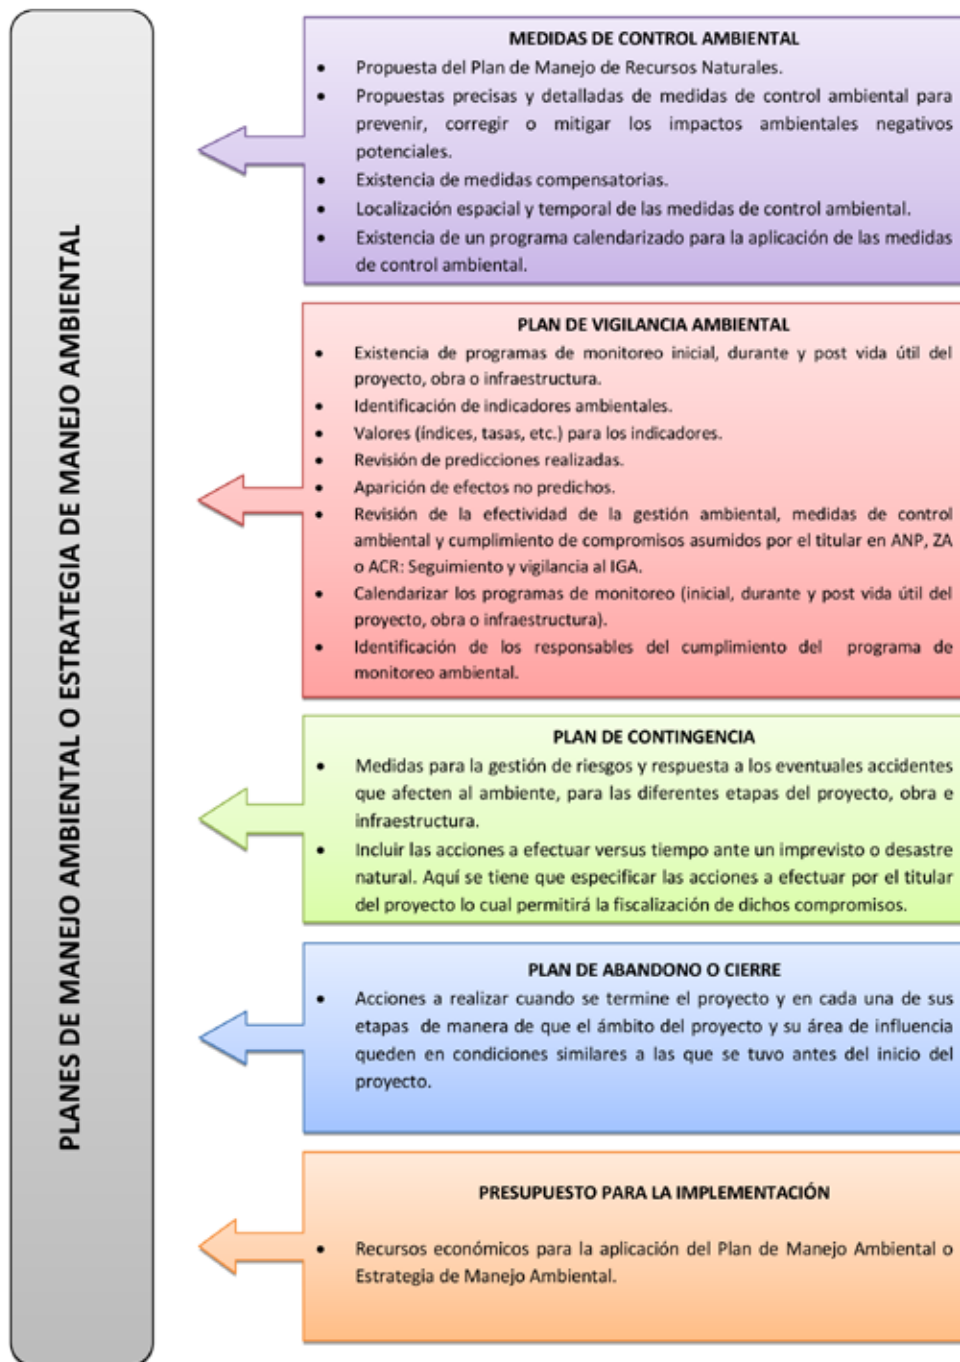 PLANES DE MANEJO AMBIENTAL O ESTRATEGIA DE MANEJO AMBIENTAL
MEDIDAS DE CONTROL AMBIENTAL
• Propuesta del Plan de Manejo de Recursos Naturales.
• Propuestas precisas y detalladas de medidas de control ambiental para
prevenir, corregir o mitigar los impactos ambientales negativos
potenciales.
• Existencia de medidas compensatorias.
• Localización espacial y temporal de las medidas de control ambiental.
• Existencia de un programa calendarizado para la aplicación de las medidas
de control ambiental.
PLAN DE VIGILANCIA AMBIENTAL
• Existencia de programas de monitoreo inicial, durante y post vida útil del
proyecto, obra o infraestructura.
• Identificación de indicadores ambientales.
• Valores (índices, tasas, etc.) para los indicadores.
• Revisión de predicciones realizadas.
• Aparición de efectos no predichos.
• Revisión de la efectividad de la gestión ambiental, medidas de control
ambiental y cumplimiento de compromisos asumidos por el titular en ANP, ZA
o ACR: Seguimiento y vigilancia al IGA.
• Calendarizar los programas de monitoreo (inicial, durante y post vida útil del
proyecto, obra o infraestructura).
• Identificación de los responsables del cumplimiento del programa de
monitoreo ambiental.
PLAN DE CONTINGENCIA
• Medidas para la gestión de riesgos y respuesta a los eventuales accidentes
que afecten al ambiente, para las diferentes etapas del proyecto, obra e
infraestructura.
• Incluir las acciones a efectuar versus tiempo ante un imprevisto o desastre
natural. Aquí se tiene que especificar las acciones a efectuar por el titular
del proyecto lo cual permitirá la fiscalización de dichos compromisos.
PLAN DE ABANDONO O CIERRE
• Acciones a realizar cuando se termine el proyecto y en cada una de sus
etapas de manera de que el ámbito del proyecto y su área de influencia
queden en condiciones similares a las que se tuvo antes del inicio del
proyecto.
PRESUPUESTO PARA LA IMPLEMENTACIÓN
• Recursos económicos para la aplicación del Plan de Manejo Ambiental o
Estrategia de Manejo Ambiental.